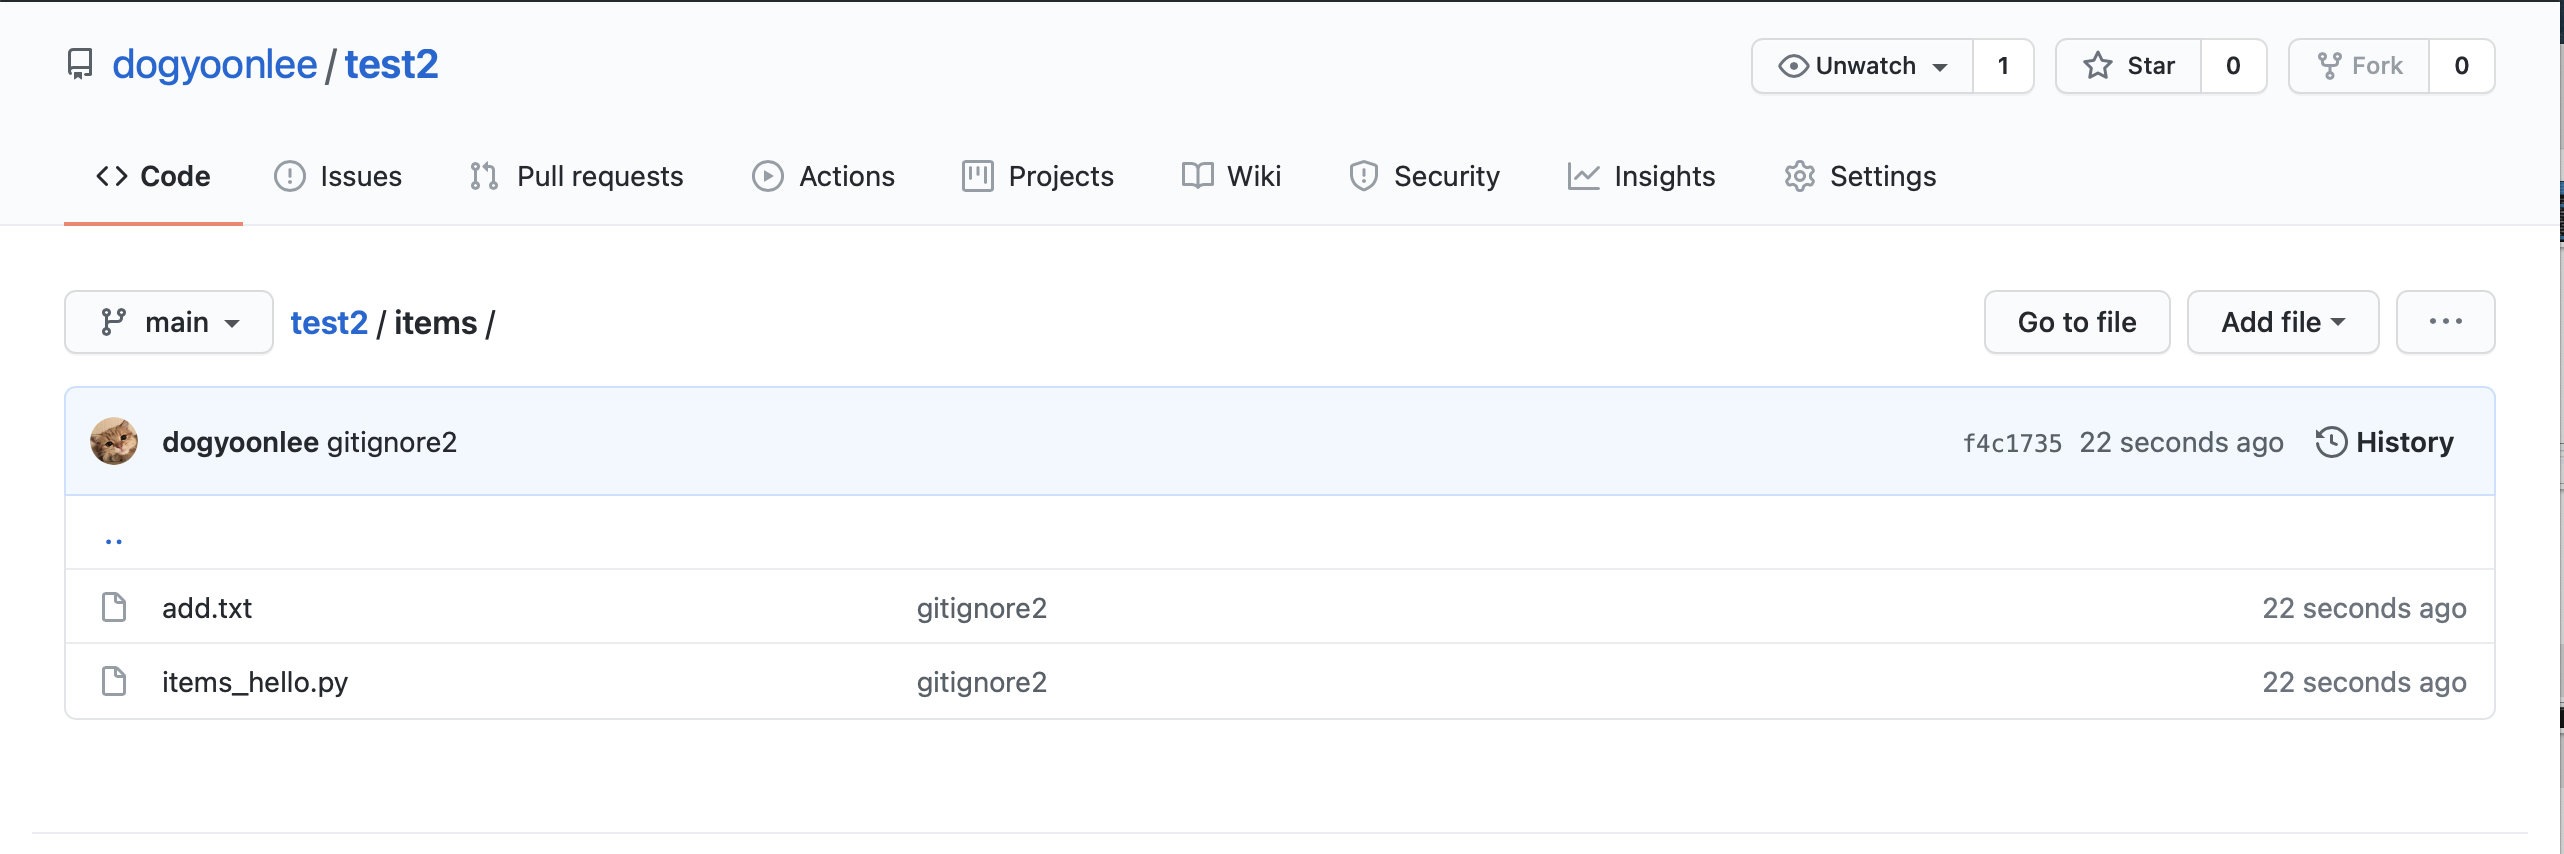 dogyoonlee / test2
Unwatch 1 Star 0 Fork 0
Code Issues Pull requests Actions Projects Wiki Security Insights Settings
main test2 / items / Go to file Add file ...
dogyoonlee gitignore2 f4c1735 22 seconds ago History
..
add.txt gitignore2 22 seconds ago
items_hello.py gitignore2 22 seconds ago